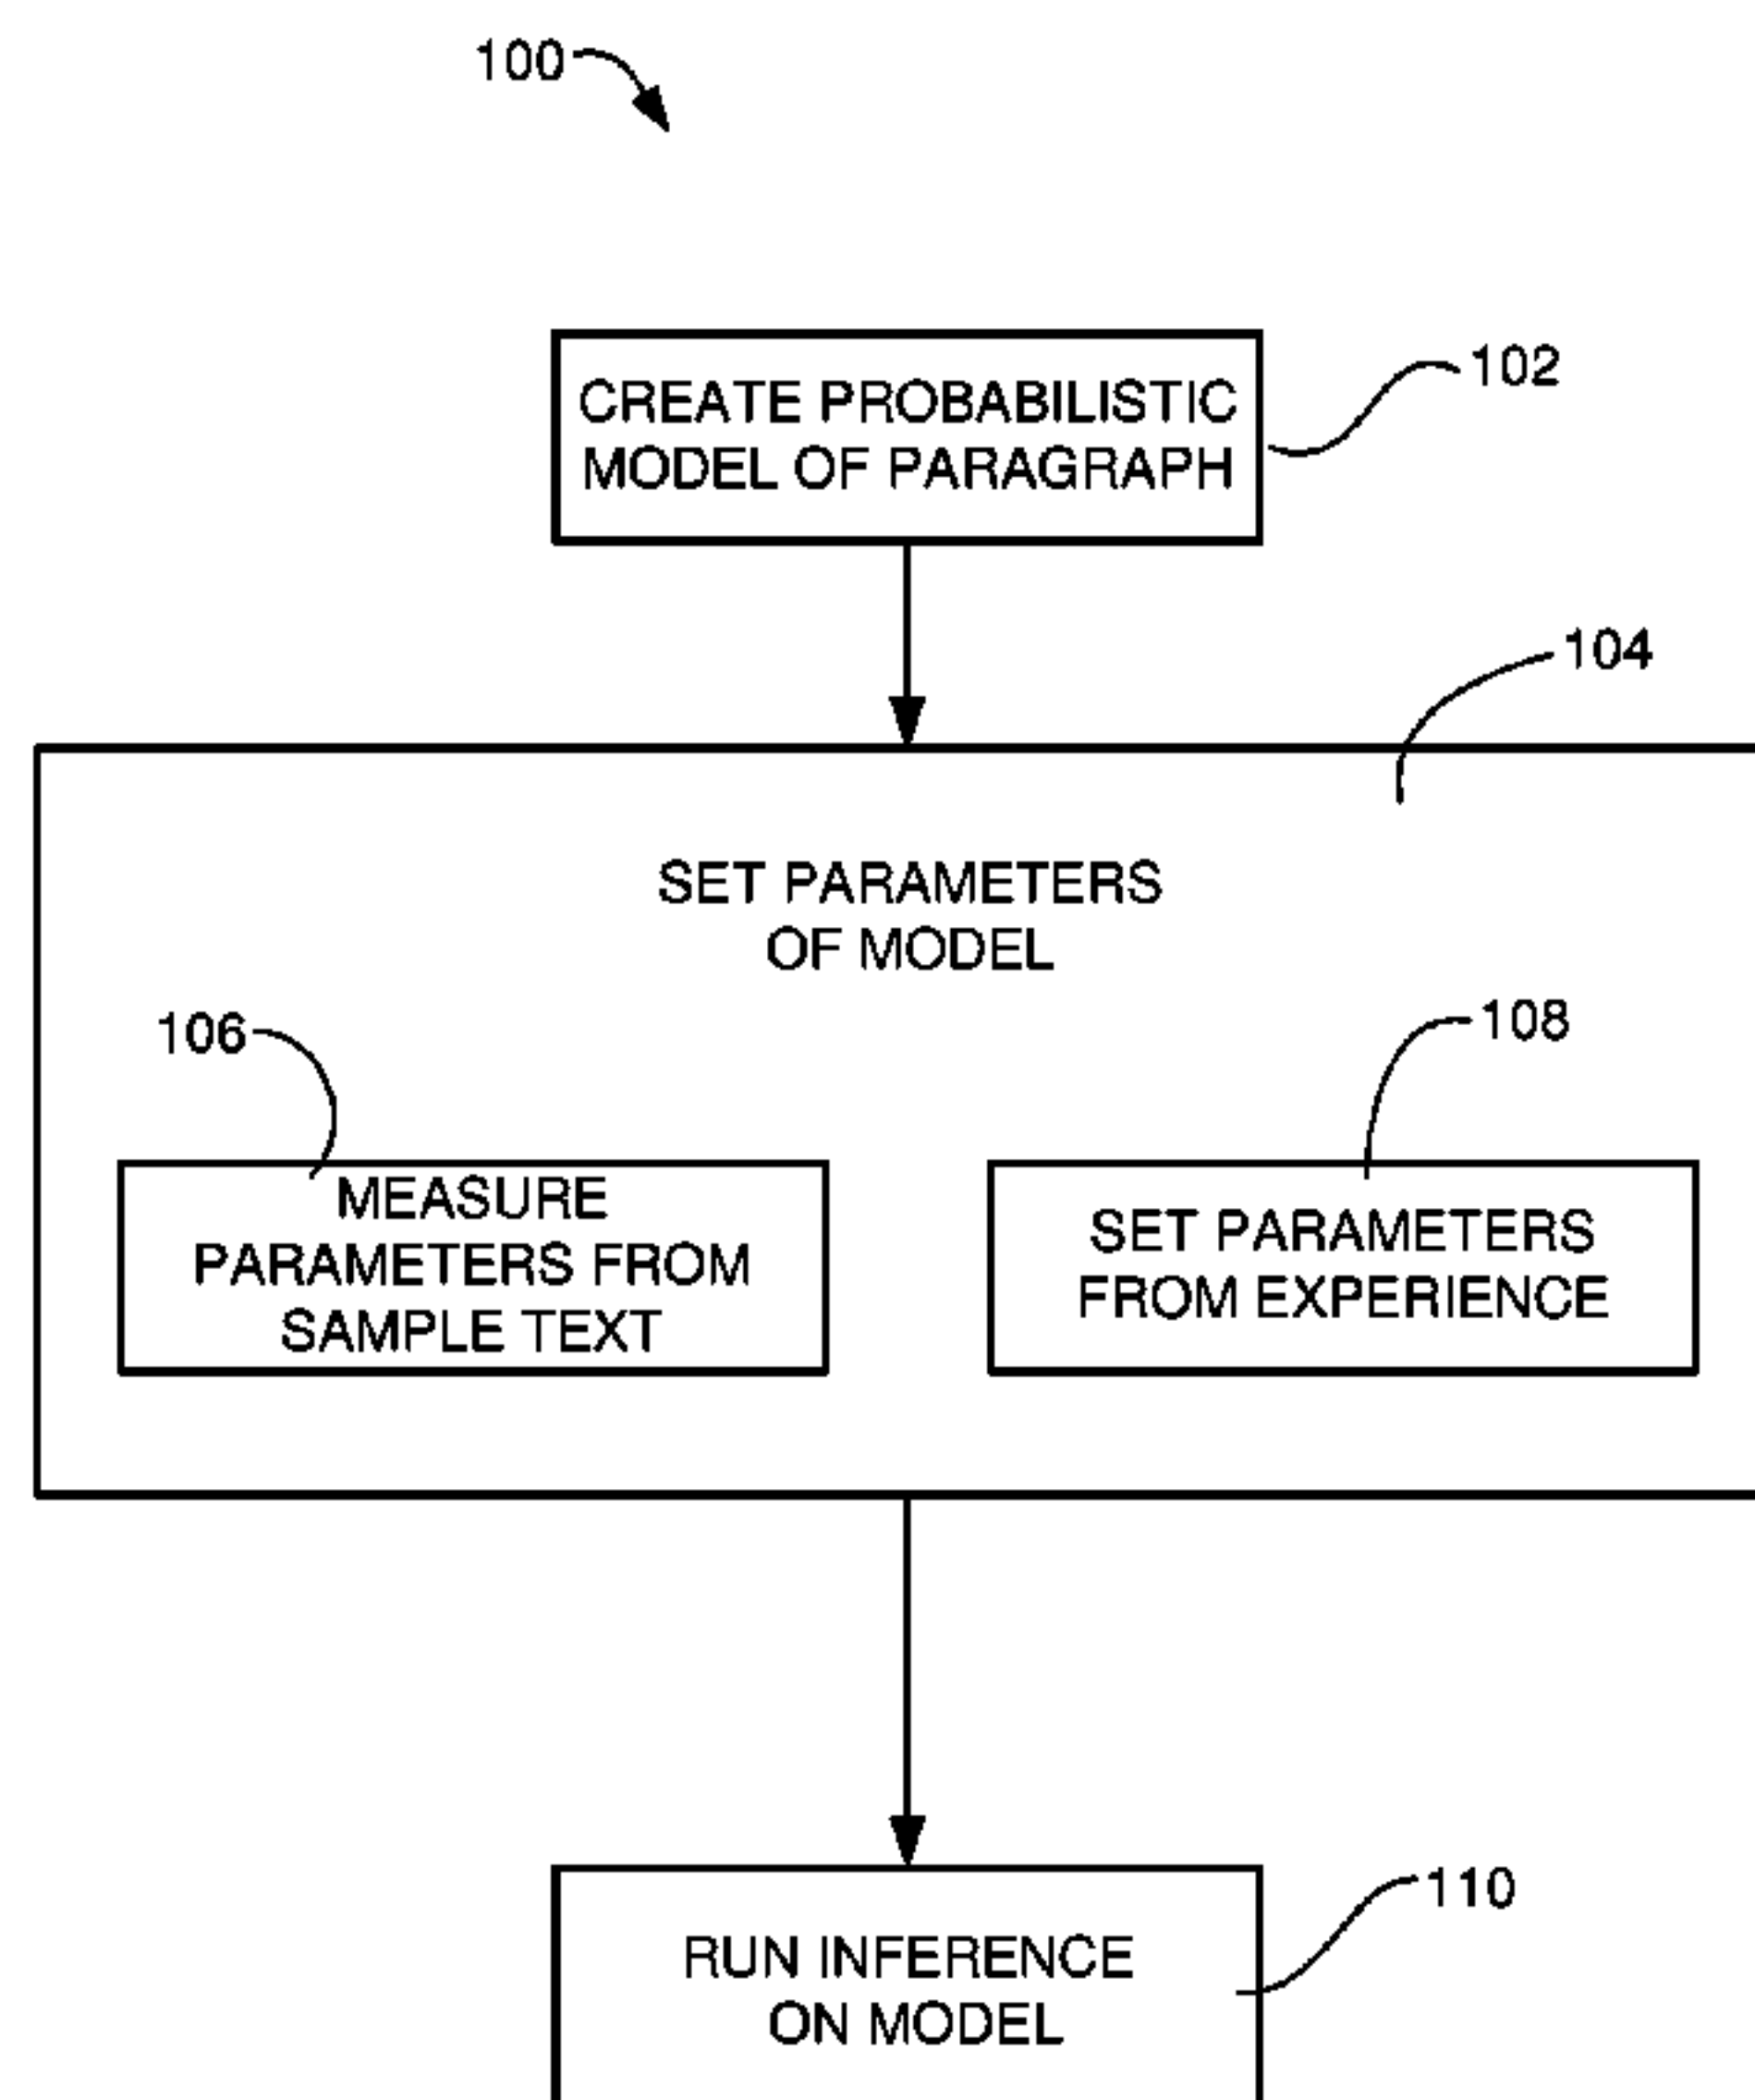 100
CREATE PROBABILISTIC
MODEL OF PARAGRAPH
102
104
SET PARAMETERS
OF MODEL
106
108
MEASURE
PARAMETERS FROM
SAMPLE TEXT
SET PARAMETERS
FROM EXPERIENCE
110
RUN INFERENCE
ON MODEL